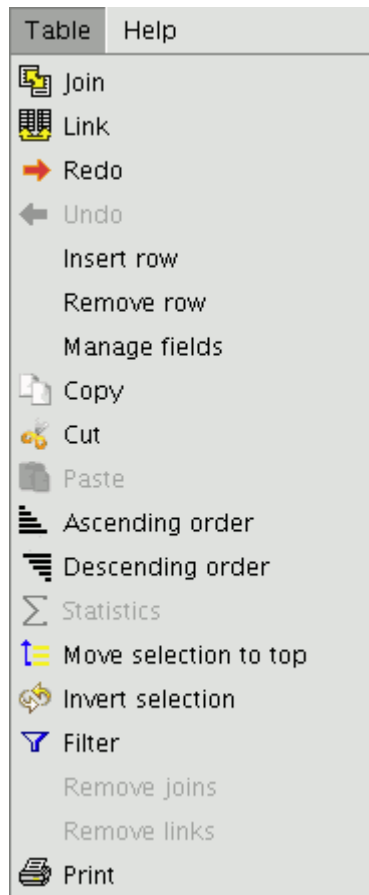 Table Help
Join
Link
Redo
Undo
Insert row
Remove row
Manage fields
Copy
Cut
Paste
Ascending order
Descending order
Statistics
Move selection to top
Invert selection
Filter
Remove joins
Remove links
Print